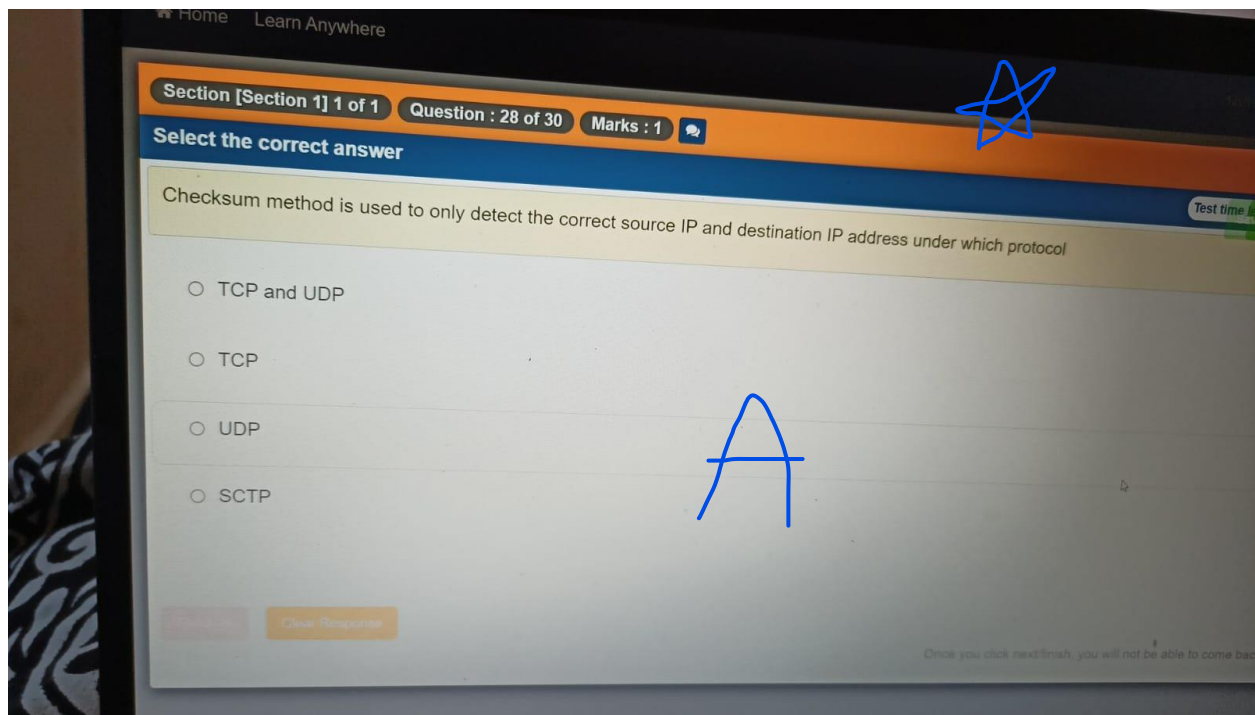 Home Learn Anywhere
Section [Section 1] 1 of 1 Question : 28 of 30 Marks : 1
Select the correct answer
Test time
Checksum method is used to only detect the correct source IP and destination IP address under which protocol
TCP and UDP
TCP
UDP
SCTP
A
Clear Response
Once you click next/finish, you will not be able to come bac